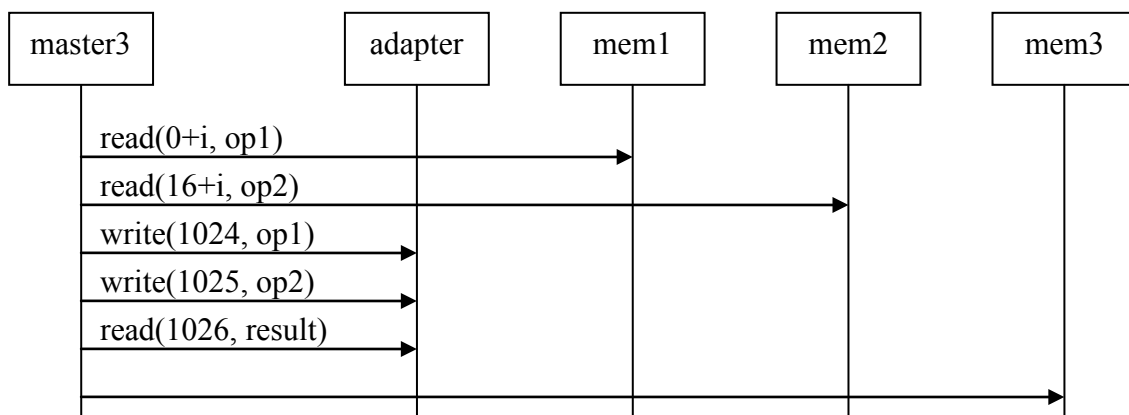 master3 adapter mem1 mem2 mem3
read(0+i, op1)
read(16+i, op2)
write(1024, op1)
write(1025, op2)
read(1026, result)